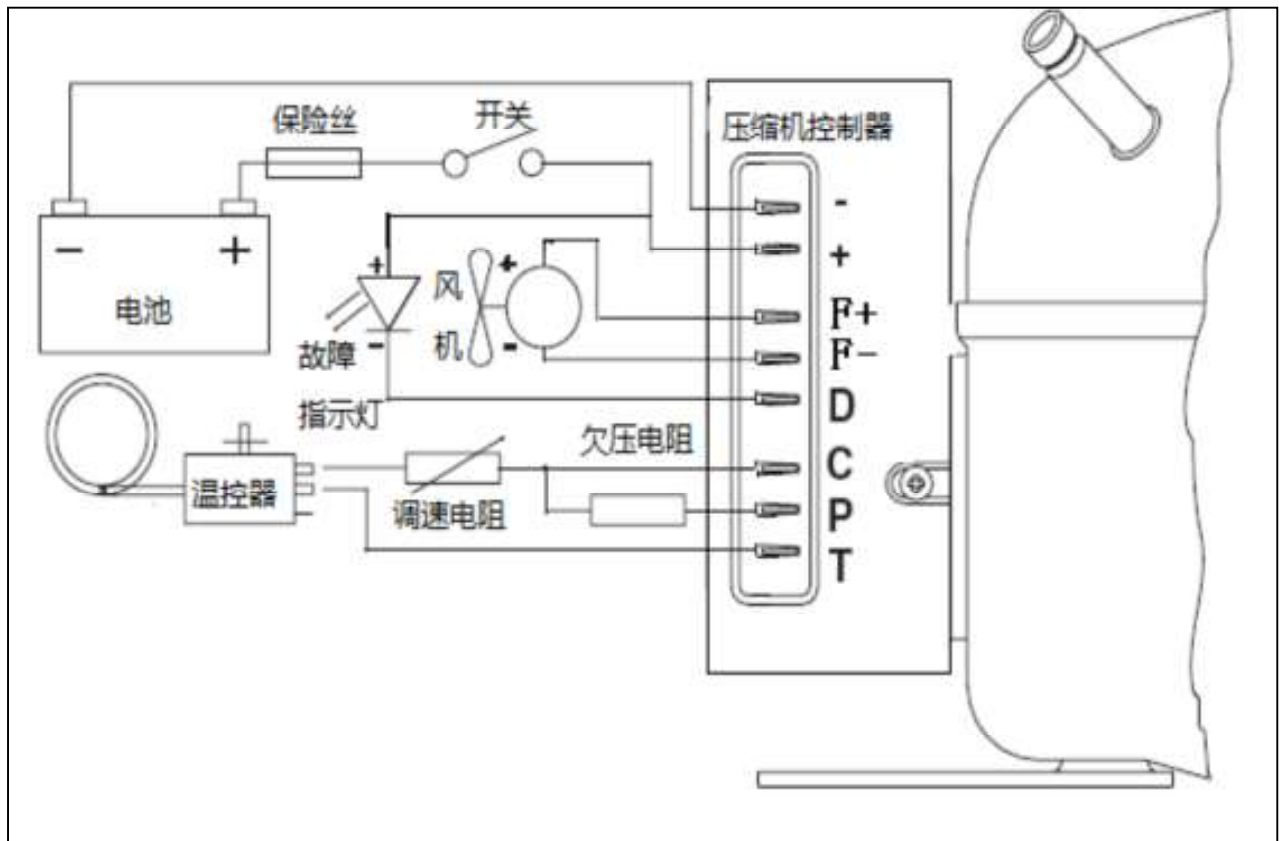 保险丝
开关
压缩机控制器
-
+
F+
F-
D
C
P
T
- +
电池
+
-
故障
指示灯
风
机
+
-
温控器
调速电阻
欠压电阻